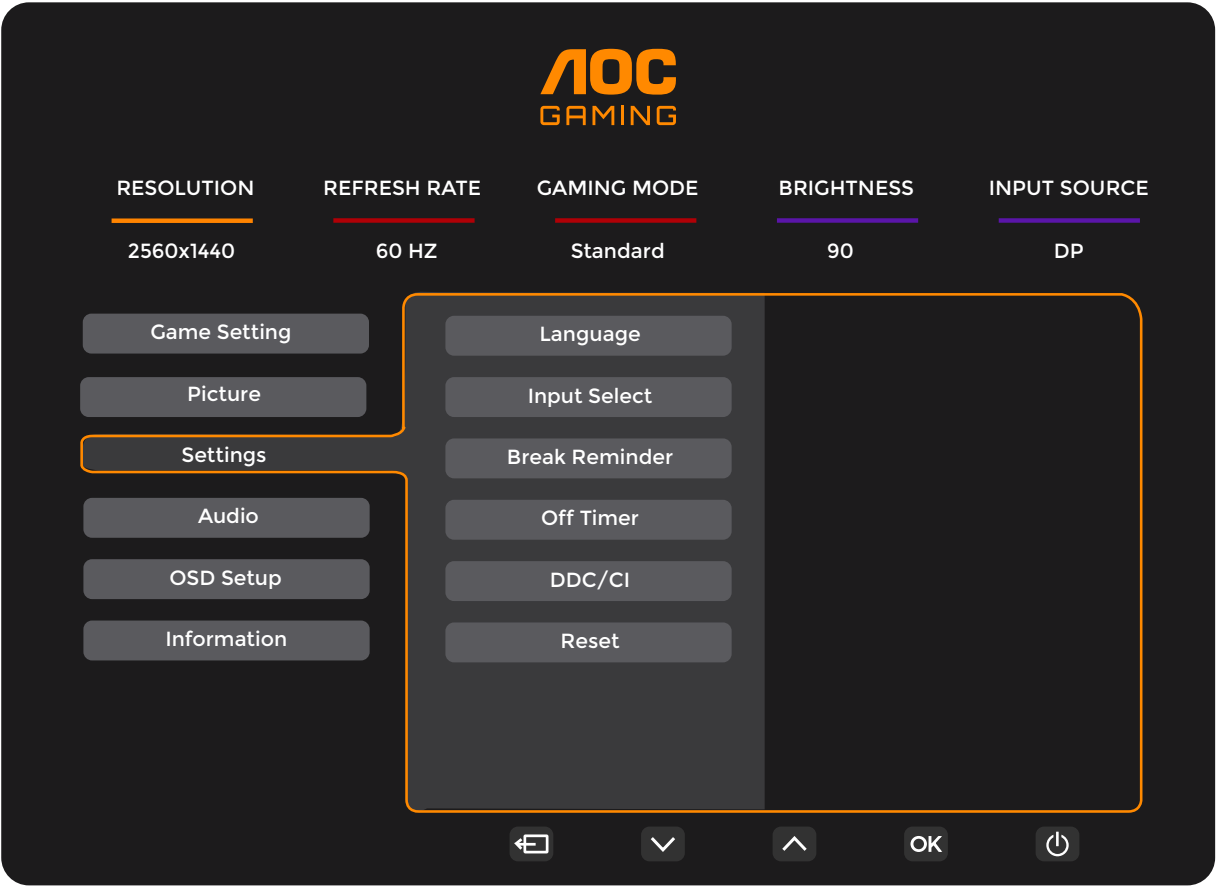 AOC
GAMING
RESOLUTION REFRESH RATE GAMING MODE BRIGHTNESS INPUT SOURCE
2560x1440 60 HZ Standard 90 DP
Game Setting Language
Picture Input Select
Settings Break Reminder
Audio Off Timer
OSD Setup DDC/CI
Information Reset
OK